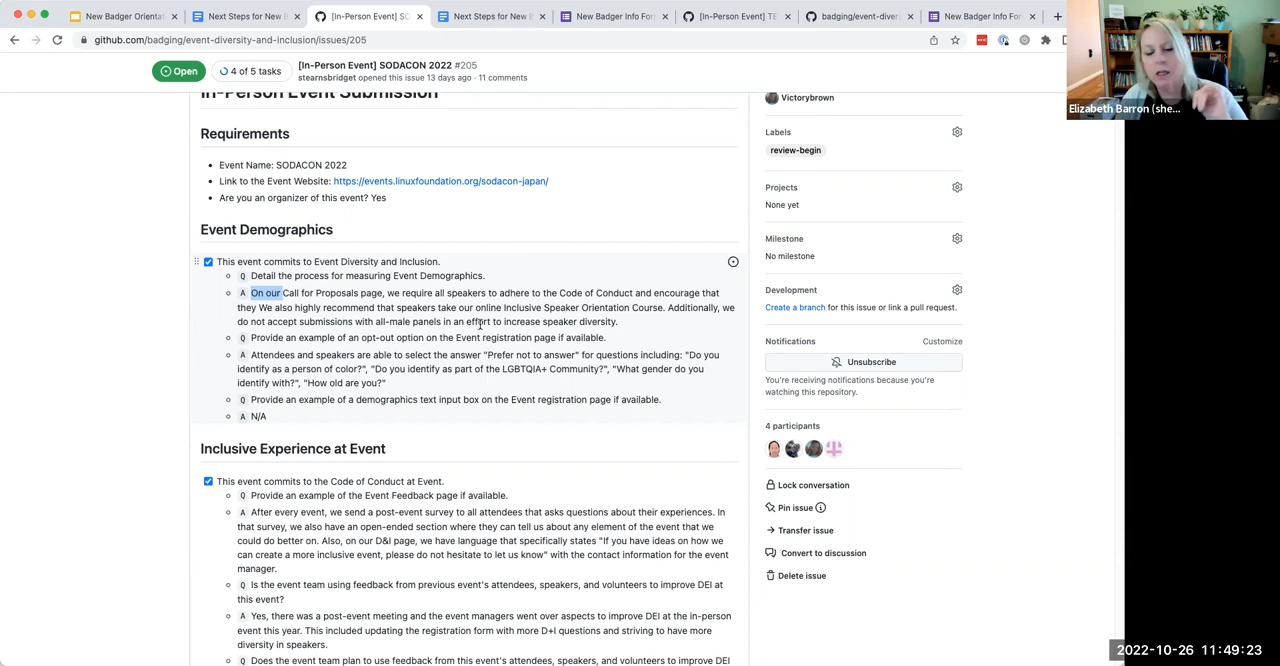 New Badger Orienta
Next Steps for New B
[In-Person Event] SO
Next Steps for New B
New Badger Info For
[In-Person Event] TE
badging/event-diver
New Badger Info For
github.com/badging/event-diversity-and-inclusion/issues/205
Open
4 of 5 tasks
[In-Person Event] SODACON 2022 #205
stearnsbridget opened this issue 13 days ago · 11 comments
Elizabeth Barron (she...
In-Person Event Submission
Requirements
Event Name: SODACON 2022
Link to the Event Website: https://events.linuxfoundation.org/sodacon-japan/
Are you an organizer of this event? Yes
Event Demographics
This event commits to Event Diversity and Inclusion.
Q Detail the process for measuring Event Demographics.
A On our Call for Proposals page, we require all speakers to adhere to the Code of Conduct and encourage that
they We also highly recommend that speakers take our online Inclusive Speaker Orientation Course. Additionally, we
do not accept submissions with all-male panels in an effort to increase speaker diversity.
Q Provide an example of an opt-out option on the Event registration page if available.
A Attendees and speakers are able to select the answer "Prefer not to answer" for questions including: "Do you
identify as a person of color?", "Do you identify as part of the LGBTQIA+ Community?", "What gender do you
identify with?", "How old are you?"
Q Provide an example of a demographics text input box on the Event registration page if available.
A N/A
Inclusive Experience at Event
This event commits to the Code of Conduct at Event.
Q Provide an example of the Event Feedback page if available.
A After every event, we send a post-event survey to all attendees that asks questions about their experiences. In
that survey, we also have an open-ended section where they can tell us about any element of the event that we
could do better on. Also, on our D&I page, we have language that specifically states "If you have ideas on how we
can create a more inclusive event, please do not hesitate to let us know" with the contact information for the event
manager.
Q Is the event team using feedback from previous event's attendees, speakers, and volunteers to improve DEI at
this event?
A Yes, there was a post-event meeting and the event managers went over aspects to improve DEI at the in-person
event this year. This included updating the registration form with more D+I questions and striving to have more
diversity in speakers.
Q Does the event team plan to use feedback from this event's attendees, speakers, and volunteers to improve DEI
Victorybrown
Labels
review-begin
Projects
None yet
Milestone
No milestone
Development
Create a branch for this issue or link a pull request.
Notifications
Customize
Unsubscribe
You're receiving notifications because you're
watching this repository.
4 participants
Lock conversation
Pin issue
Transfer issue
Convert to discussion
Delete issue
2022-10-26 11:49:23